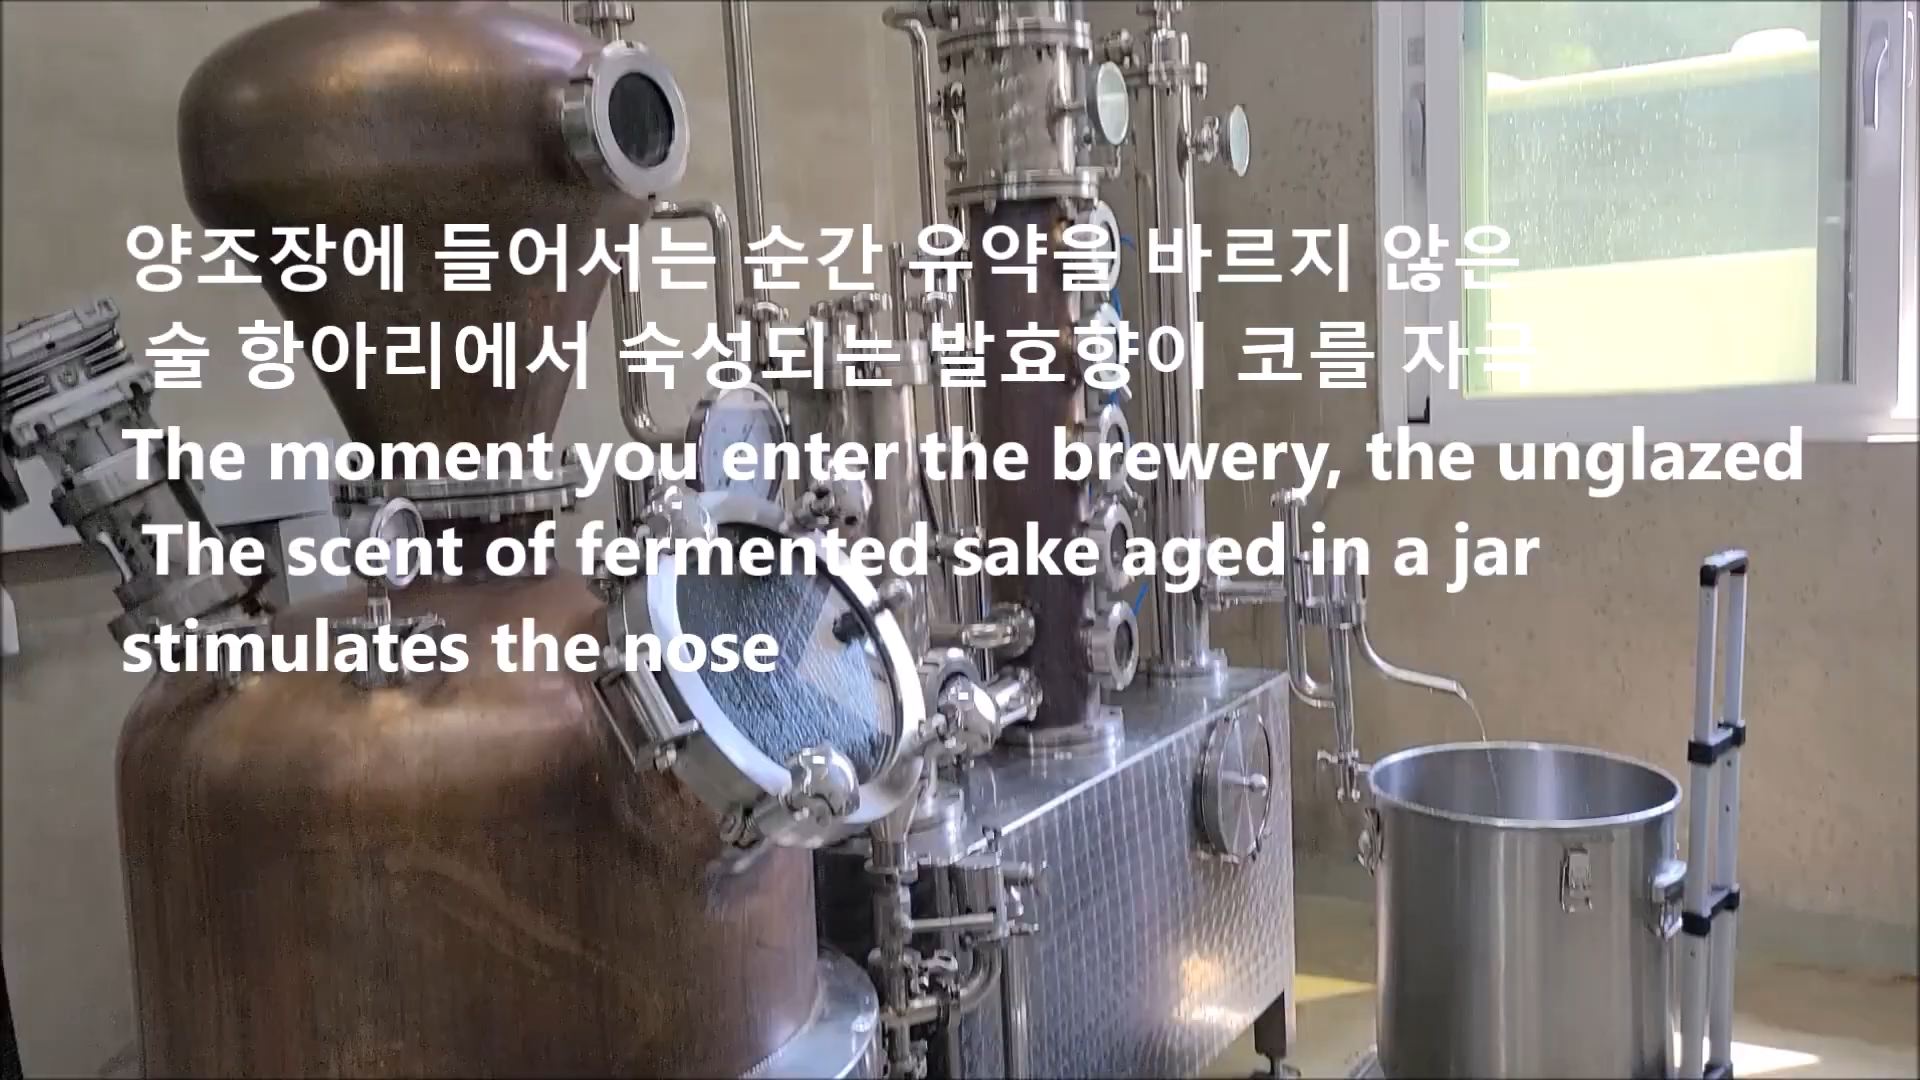 양조장에 들어서는 순간 유약을 바르지 않은
술 항아리에서 숙성되는 발효향이 코를 자극
The moment you enter the brewery, the unglazed
The scent of fermented sake aged in a jar
stimulates the nose